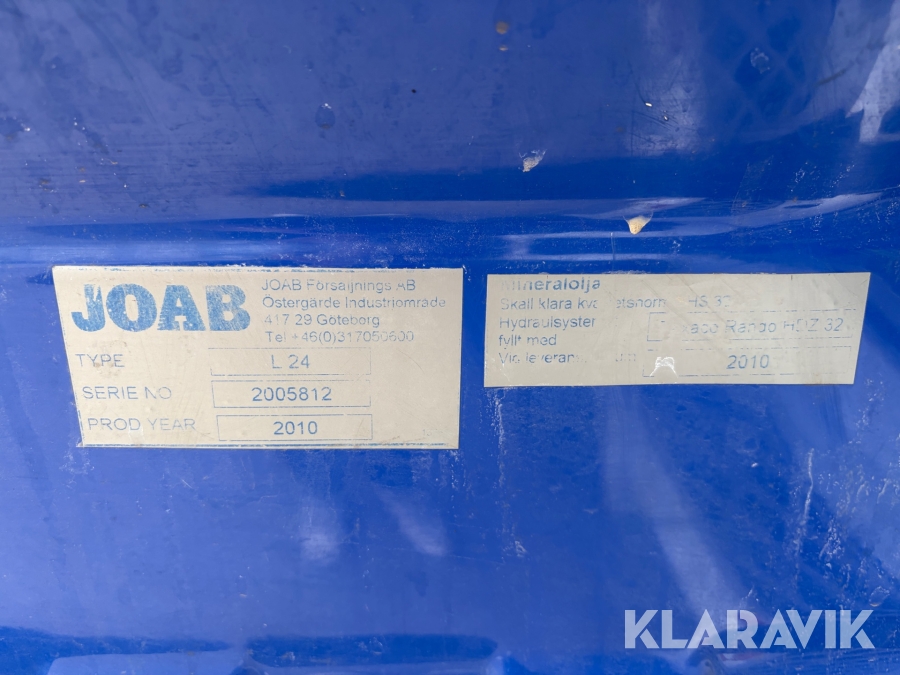 JOAB
JOAB Försäljnings AB
Östergärde Industriområde
417 29 Göteborg
Tel +46(0)317050600
TYPE L 24
SERIE NO 2005812
PROD YEAR 2010
Mineralolja
Skall klara HS 32
Hydraulsystem
Rando HDZ 32
fyllt med
Vid 2010
KLARAVIK